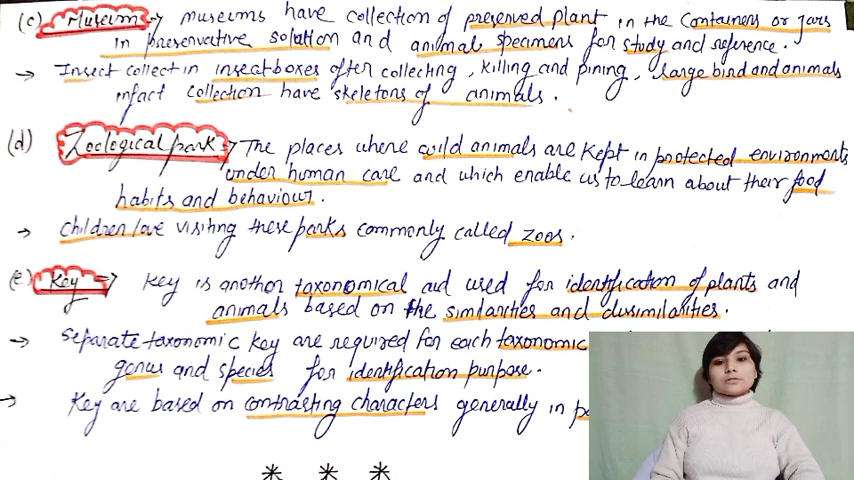 (c) Museum → museums have collection of preserved plant in the containers or jars
in preservative solution and animal specimens for study and reference.
→ Insect collect in insect boxes after collecting, killing and pining, large bird and animals
infact collection have skeletons of animals.
(d) Zoological park → The places where wild animals are kept in protected environments
under human care and which enable us to learn about their food
habits and behaviour.
→ children love visiting these parks commonly called zoos.
(e) Key ⇒ Key is another taxonomical aid used for identification of plants and
animals based on the similarities and dissimilarities.
→ separate taxonomic key are required for each taxonomic
genus and species for identification purpose.
→ Key are based on contrasting characters generally in
* * *